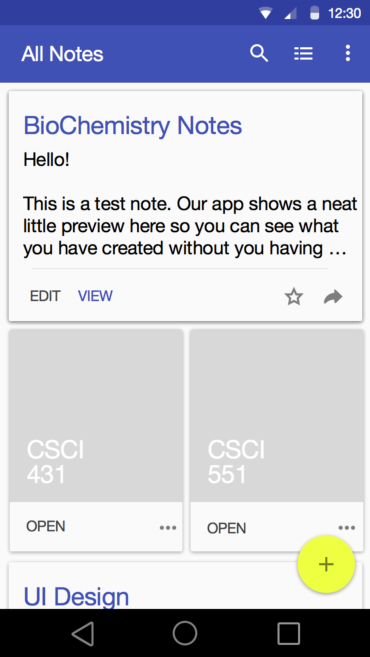 12:30
All Notes
BioChemistry Notes
Hello!
This is a test note. Our app shows a neat
little preview here so you can see what
you have created without you having ...
EDIT VIEW
CSCI
431
CSCI
551
OPEN
OPEN
UI Design